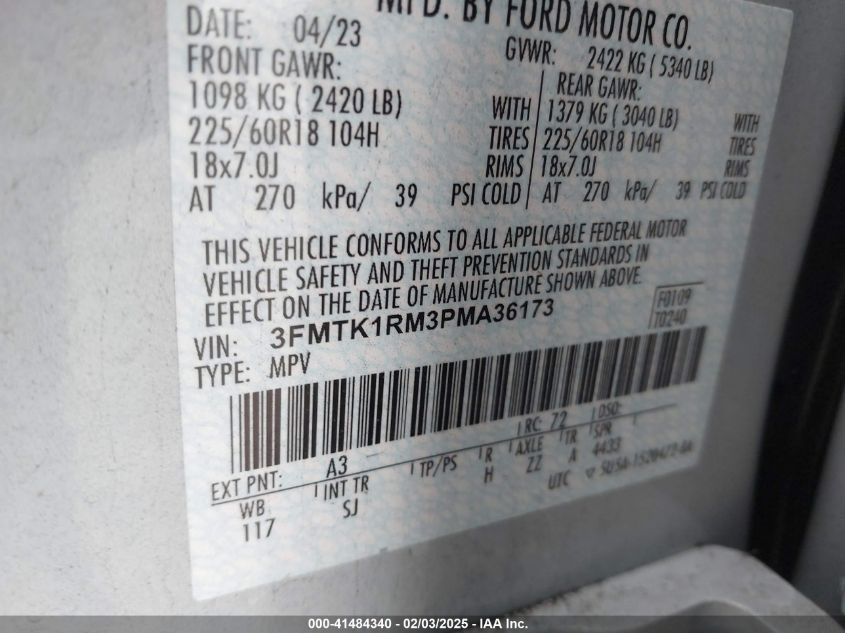 MFD. BY FORD MOTOR CO.
DATE: 04/23 GVWR: 2422 KG ( 5340 LB)
FRONT GAWR: REAR GAWR:
1098 KG ( 2420 LB) WITH 1379 KG ( 3040 LB) WITH
225/60R18 104H TIRES 225/60R18 104H TIRES
18x7.0J RIMS 18x7.0J RIMS
AT 270 kPa/ 39 PSI COLD AT 270 kPa/ 39 PSI COLD
THIS VEHICLE CONFORMS TO ALL APPLICABLE FEDERAL MOTOR
VEHICLE SAFETY AND THEFT PREVENTION STANDARDS IN
EFFECT ON THE DATE OF MANUFACTURE SHOWN ABOVE.
VIN: 3FMTK1RM3PMA36173 F0109
TYPE: MPV T0240
RC: 72 DSO:
EXT PNT: A3
WB INT TR TP/PS R AXLE TR SPR
117 SJ H ZZ A 4433
UTC
000-41484340 - 02/03/2025 - IAA Inc.